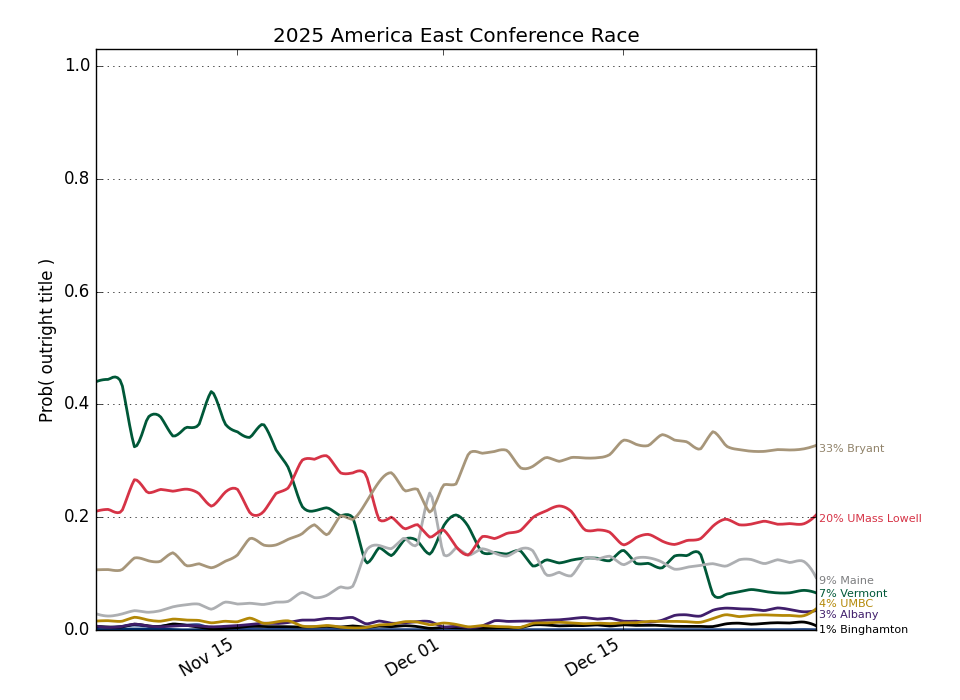 2025 America East Conference Race
1.0
0.8
0.6
0.4
0.2
0.0
Prob( outright title )
Nov 15
Dec 01
Dec 15
33% Bryant
20% UMass Lowell
9% Maine
7% Vermont
4% UMBC
3% Albany
1% Binghamton